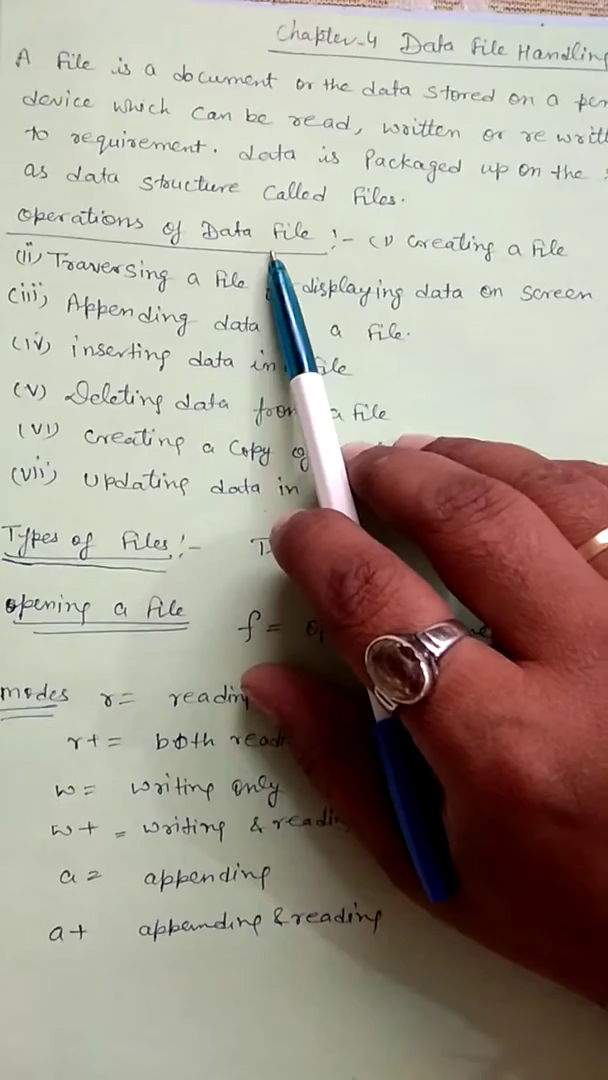 Chapter-4 Data File Handling
A file is a document or the data stored on a
device which can be read, written or re
to requirement. data is Packaged up on the
as data structure called files.
operations of Data file :- (i) creating a file
(ii) Traversing a file displaying data on screen
(iii) Appending data a file.
(iv) inserting data in file
(v) Deleting data from a file
(vi) creating a copy of
(vii) updating data in
Types of files :-
opening a file f =
modes r = reading
r+ = both
w = writing only
w+ = writing & reading
a = appending
a+ appending & reading